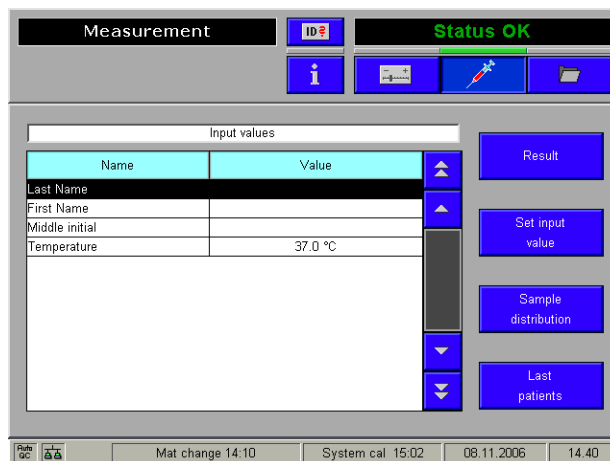 Measurement
ID?
Status OK
i
- +
Input values
Name Value
Last Name
First Name
Middle initial
Temperature 37.0 °C
Result
Set input
value
Sample
distribution
Last
patients
Auto
QC
Mat change 14:10 System cal 15:02 08.11.2006 14.40